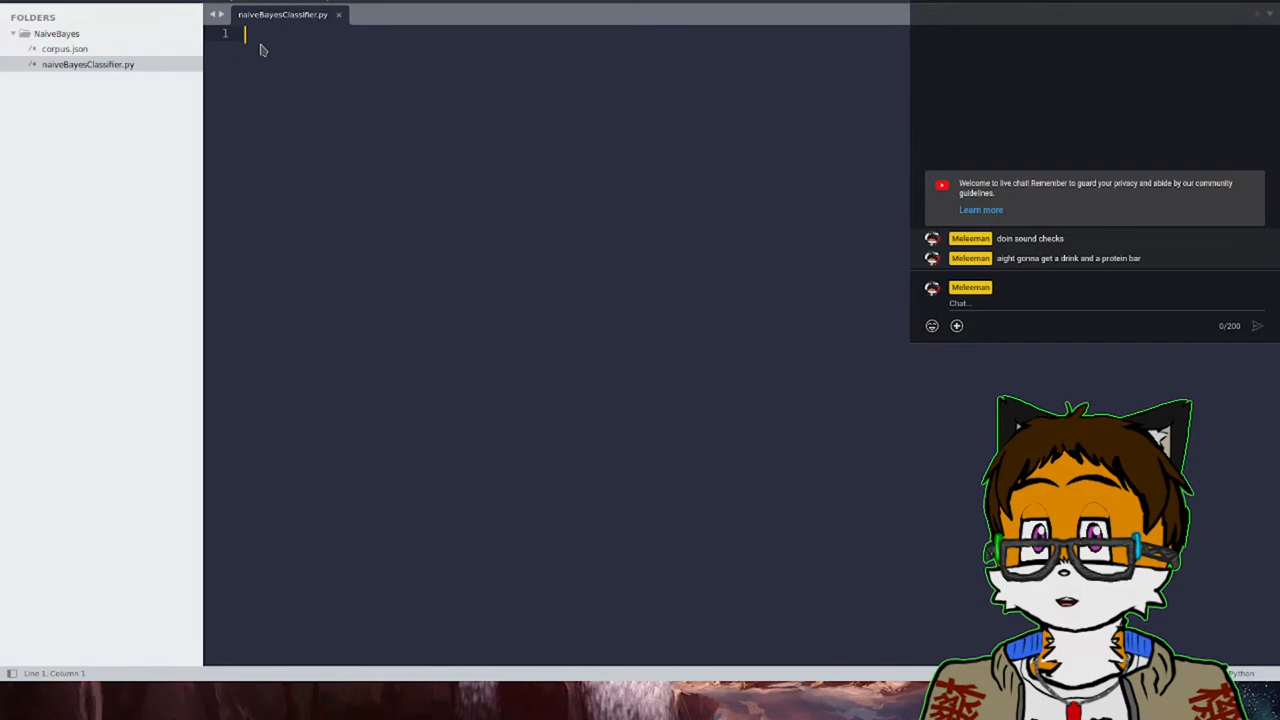 FOLDERS
NaiveBayes
/* corpus.json
/* naiveBayesClassifier.py
naiveBayesClassifier.py ×
1
Welcome to live chat! Remember to guard your privacy and abide by our community
guidelines.
Learn more
Meleeman doin sound checks
Meleeman aight gonna get a drink and a protein bar
Meleeman
Chat...
0/200
Line 1, Column 1
Python